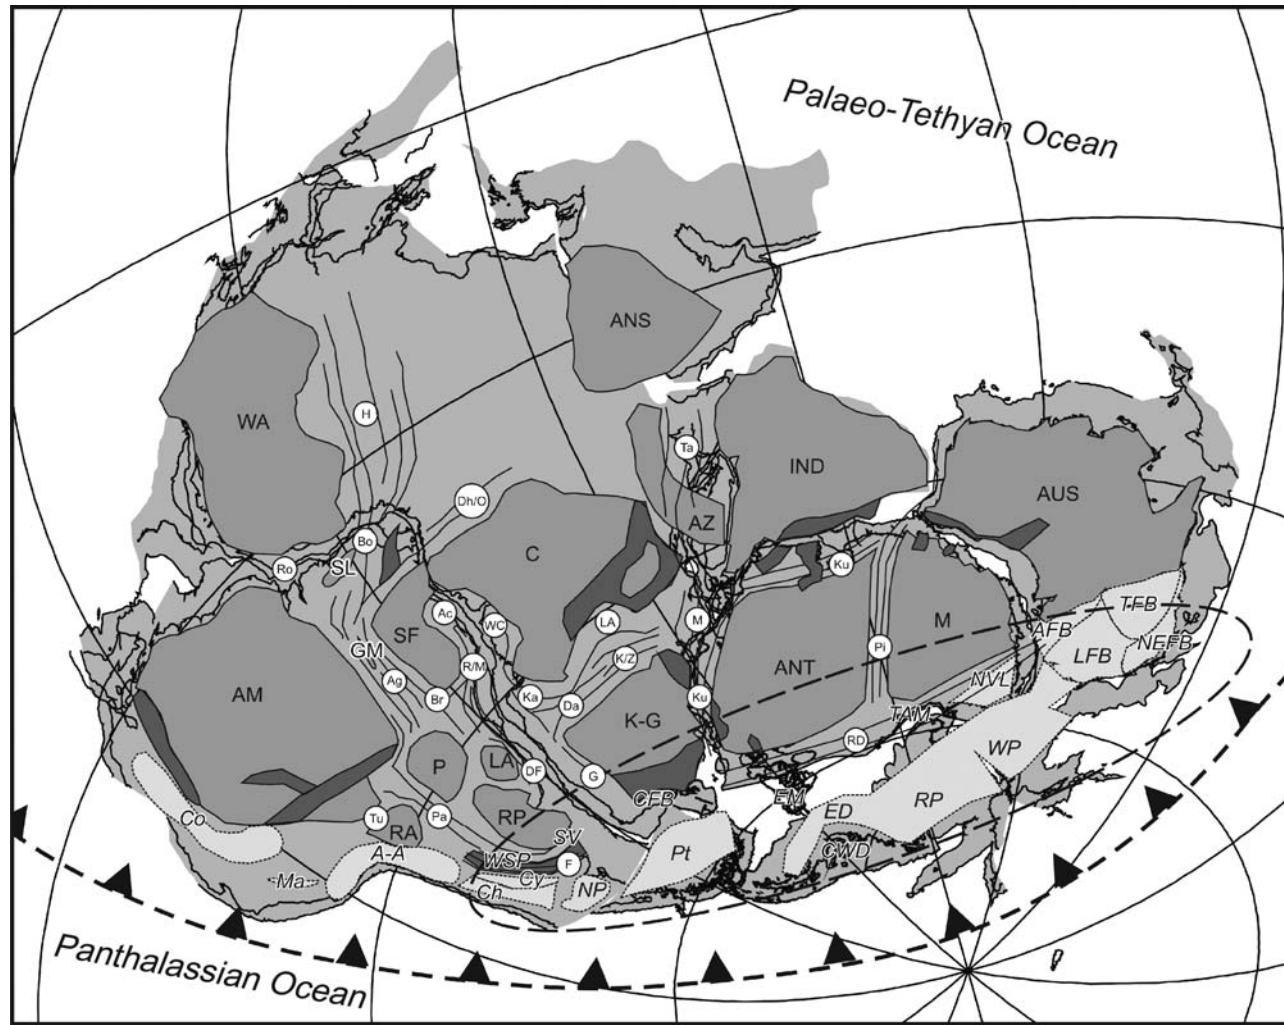 Palaeo-Tethyan Ocean
ANS
WA
H
Ta
IND
AUS
Dh/O
AZ
C
Bo
SL
Ro
Ku
TFB
Ac
WC
LA
M
M
AFB
NEFB
SF
GM
K/Z
Pi
LFB
R/M
ANT
Ag
Br
Ka
Da
Ku
NVL
AM
K-G
TAM
RD
WP
P
LA
DF
G
CFB
EM
ED
RP
Co
Tu
RA
Pa
RP
SV
A-A
WSP
F
Pt
CWD
Ma
Ch
Cy
NP
Panthalassian Ocean